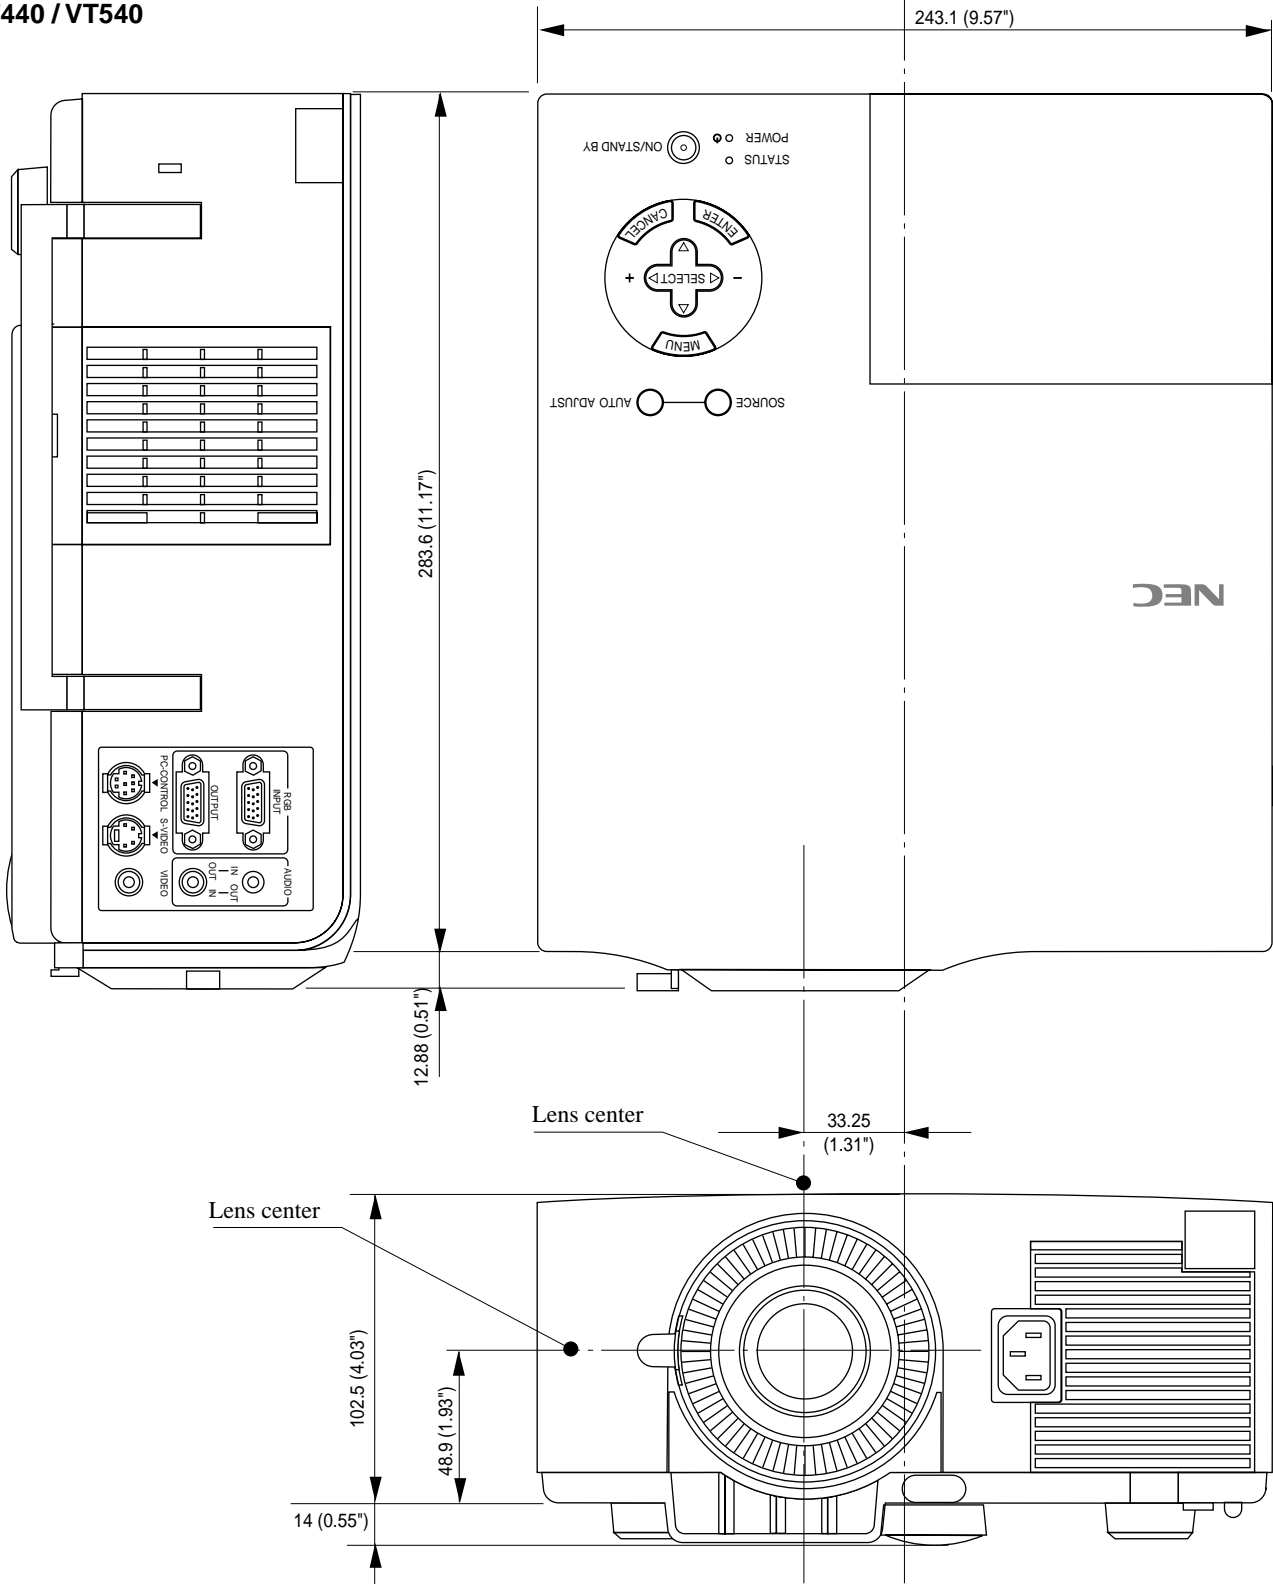 440 / VT540
243.1 (9.57")
ON/STAND BY
POWER
STATUS
CANCEL
ENTER
+
SELECT
−
MENU
AUTO ADJUST
SOURCE
283.6 (11.17")
NEC
PC-CONTROL
S-VIDEO
VIDEO
OUTPUT
RGB
INPUT
AUDIO
IN
OUT
OUT
IN
12.88 (0.51")
Lens center
33.25
(1.31")
Lens center
102.5 (4.03")
48.9 (1.93")
14 (0.55")